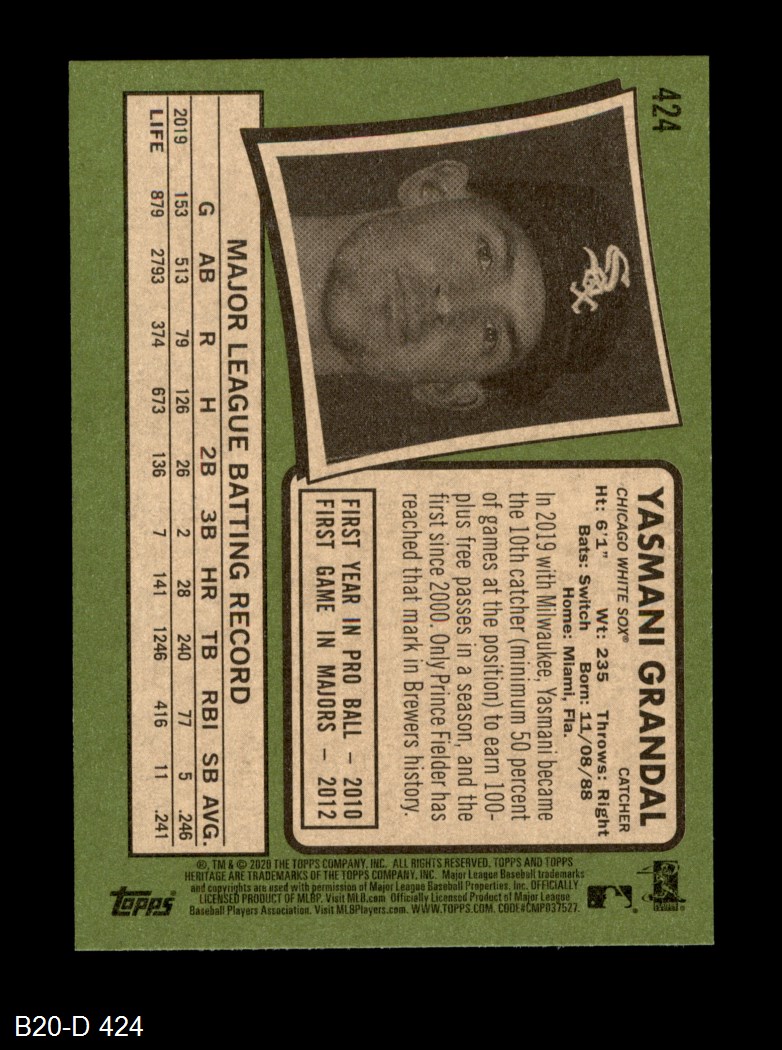 424
Sox
YASMANI GRANDAL
CHICAGO WHITE SOX® CATCHER
Ht: 6'1" Wt: 235 Throws: Right
Bats: Switch Born: 11/08/88
Home: Miami, Fla.
In 2019 with Milwaukee, Yasmani became
the 10th catcher (minimum 50 percent
of games at the position) to earn 100-
plus free passes in a season, and the
first since 2000. Only Prince Fielder has
reached that mark in Brewers history.
FIRST YEAR IN PRO BALL – 2010
FIRST GAME IN MAJORS – 2012
MAJOR LEAGUE BATTING RECORD
G AB R H 2B 3B HR TB RBI SB AVG.
2019 153 513 79 126 26 2 28 240 77 5 .246
LIFE 879 2793 374 673 136 7 141 1246 416 11 .241
®, TM & © 2020 THE TOPPS COMPANY, INC. ALL RIGHTS RESERVED. TOPPS AND TOPPS
HERITAGE ARE TRADEMARKS OF THE TOPPS COMPANY, INC. Major League Baseball trademarks
and copyrights are used with permission of Major League Baseball Properties, Inc. OFFICIALLY
LICENSED PRODUCT OF MLBP. Visit MLB.com Officially Licensed Product of Major League
Baseball Players Association. Visit MLBPlayers.com. WWW.TOPPS.COM. CODE#CMP037527.
Topps®
B20-D 424